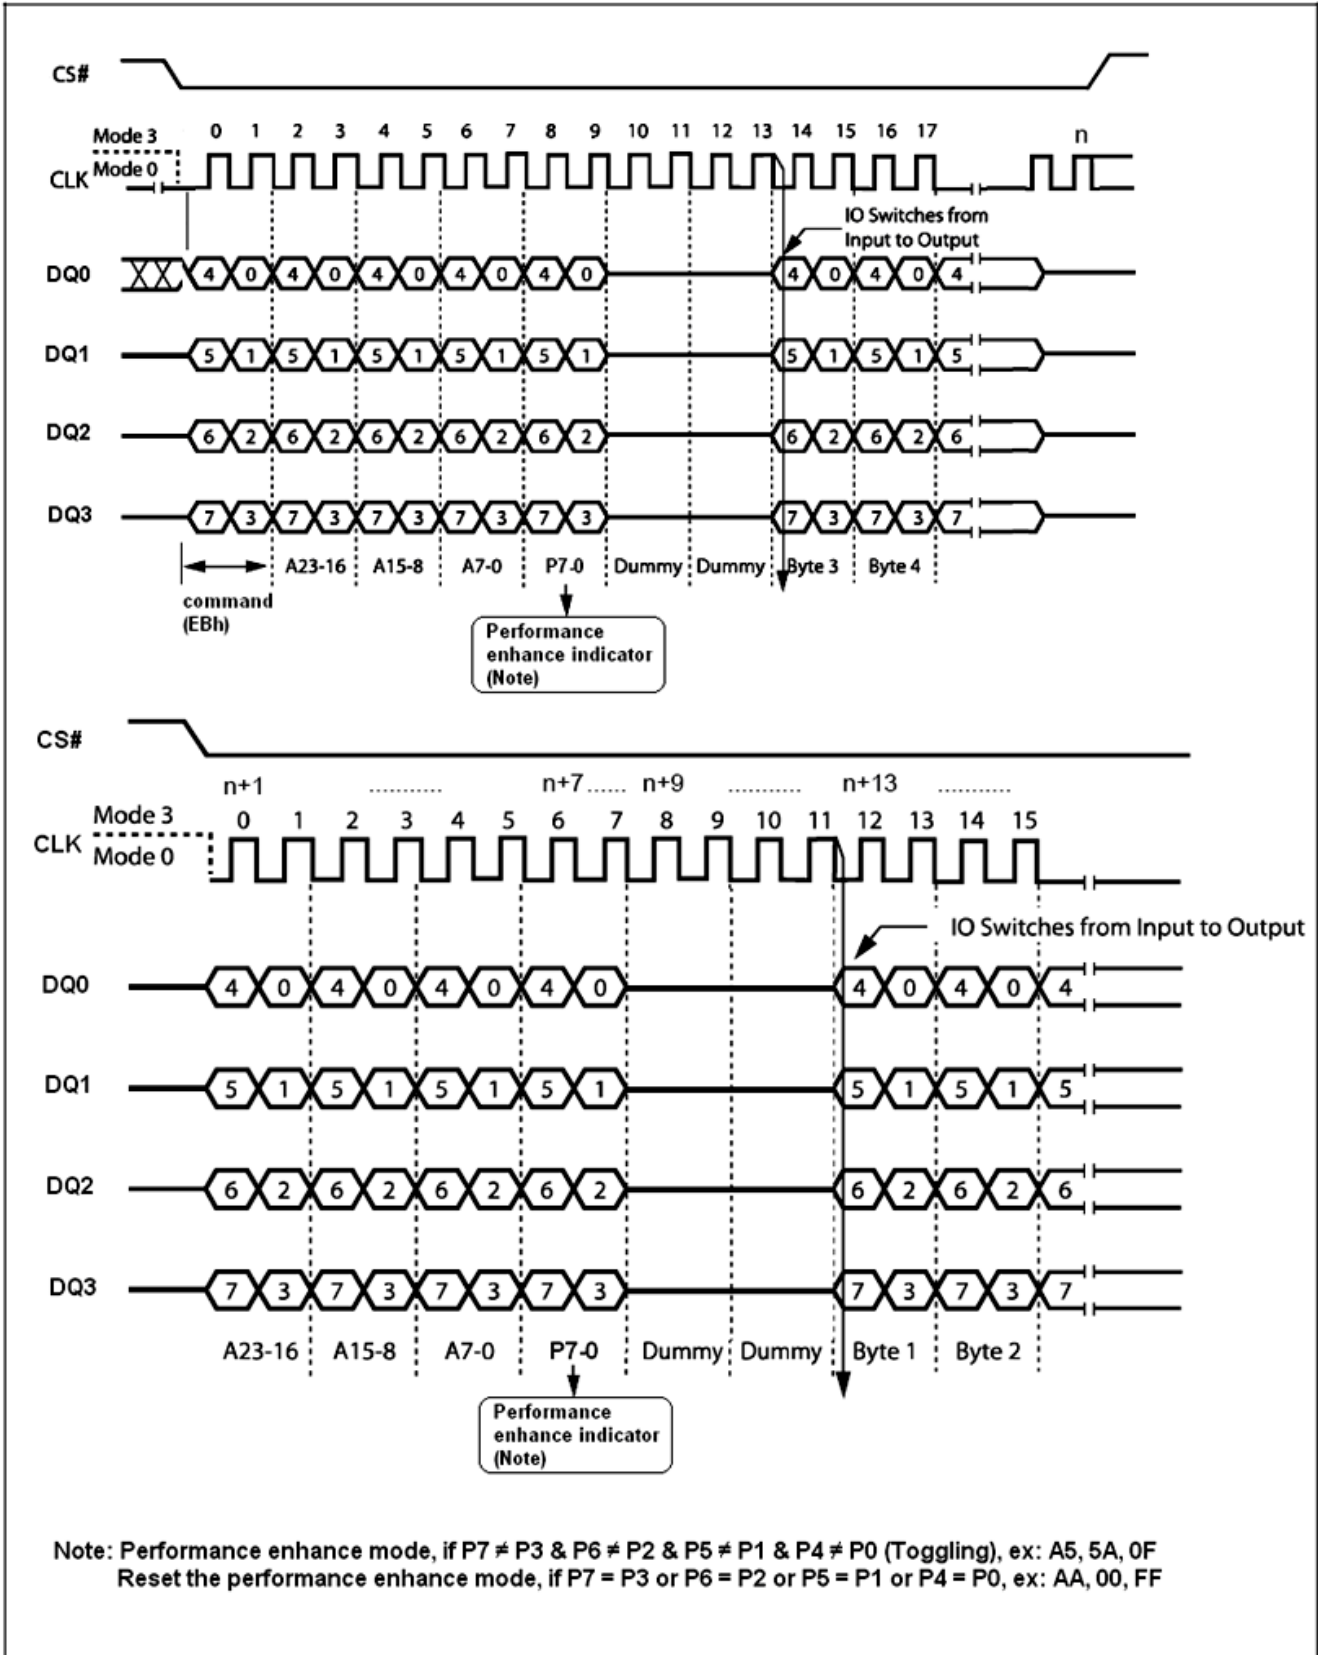 CS#
Mode 3
Mode 0
CLK
0 1 2 3 4 5 6 7 8 9 10 11 12 13 14 15 16 17 n
IO Switches from
Input to Output
DQ0 4 0 4 0 4 0 4 0 4 0 4 0 4 0 4
DQ1 5 1 5 1 5 1 5 1 5 1 5 1 5 1 5
DQ2 6 2 6 2 6 2 6 2 6 2 6 2 6 2 6
DQ3 7 3 7 3 7 3 7 3 7 3 7 3 7 3 7
A23-16 A15-8 A7-0 P7-0 Dummy Dummy Byte 3 Byte 4
command
(EBh)
Performance
enhance indicator
(Note)
CS#
n+1 ............ n+7 ...... n+9 ............ n+13 ............
Mode 3
Mode 0
CLK
0 1 2 3 4 5 6 7 8 9 10 11 12 13 14 15
IO Switches from Input to Output
DQ0 4 0 4 0 4 0 4 0 4 0 4 0 4
DQ1 5 1 5 1 5 1 5 1 5 1 5 1 5
DQ2 6 2 6 2 6 2 6 2 6 2 6 2 6
DQ3 7 3 7 3 7 3 7 3 7 3 7 3 7
A23-16 A15-8 A7-0 P7-0 Dummy Dummy Byte 1 Byte 2
Performance
enhance indicator
(Note)
Note: Performance enhance mode, if P7 ≠ P3 & P6 ≠ P2 & P5 ≠ P1 & P4 ≠ P0 (Toggling), ex: A5, 5A, 0F
Reset the performance enhance mode, if P7 = P3 or P6 = P2 or P5 = P1 or P4 = P0, ex: AA, 00, FF